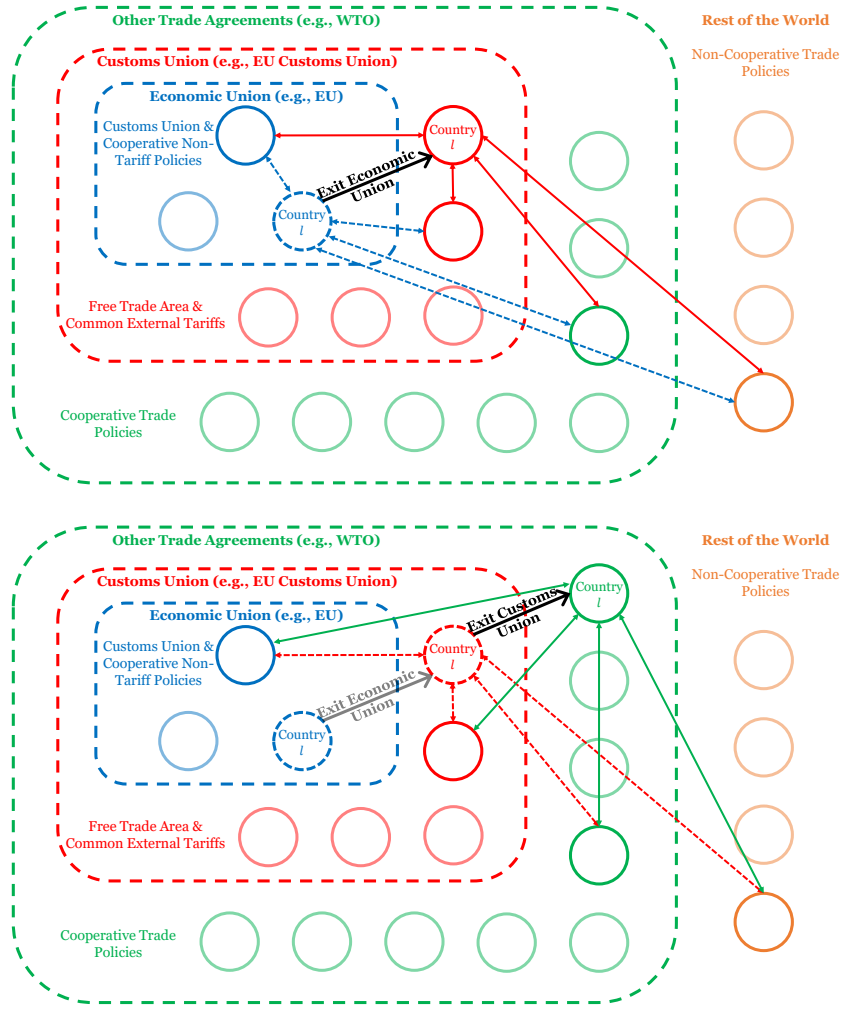 Other Trade Agreements (e.g., WTO)
Rest of the World
Customs Union (e.g., EU Customs Union)
Non-Cooperative Trade
Policies
Economic Union (e.g., EU)
Customs Union &
Cooperative Non-
Tariff Policies
Country
l
Exit Economic
Union
Country
l
Free Trade Area &
Common External Tariffs
Cooperative Trade
Policies
Other Trade Agreements (e.g., WTO)
Rest of the World
Customs Union (e.g., EU Customs Union)
Non-Cooperative Trade
Policies
Country
l
Exit Customs
Union
Economic Union (e.g., EU)
Customs Union &
Cooperative Non-
Tariff Policies
Country
l
Exit Economic
Union
Country
l
Free Trade Area &
Common External Tariffs
Cooperative Trade
Policies